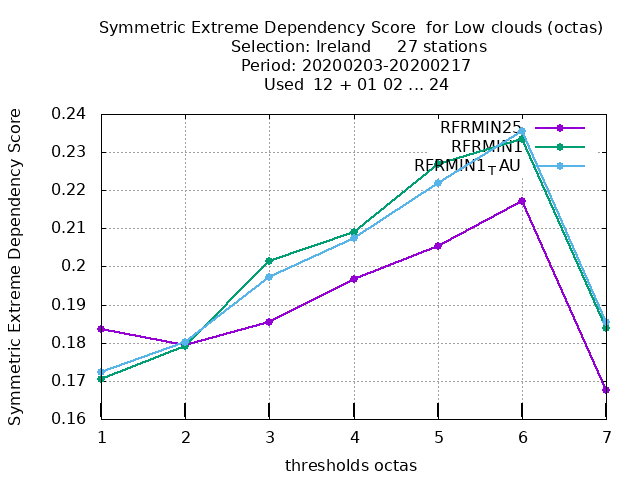 Symmetric Extreme Dependency Score  for Low clouds (octas)
Selection: Ireland     27 stations
Period: 20200203-20200217
Used  12 + 01 02 ... 24
Symmetric Extreme Dependency Score
0.24
0.23
0.22
0.21
0.2
0.19
0.18
0.17
0.16
RFRMIN25
RFRMIN1
RFRMIN1TAU
1 2 3 4 5 6 7
thresholds octas